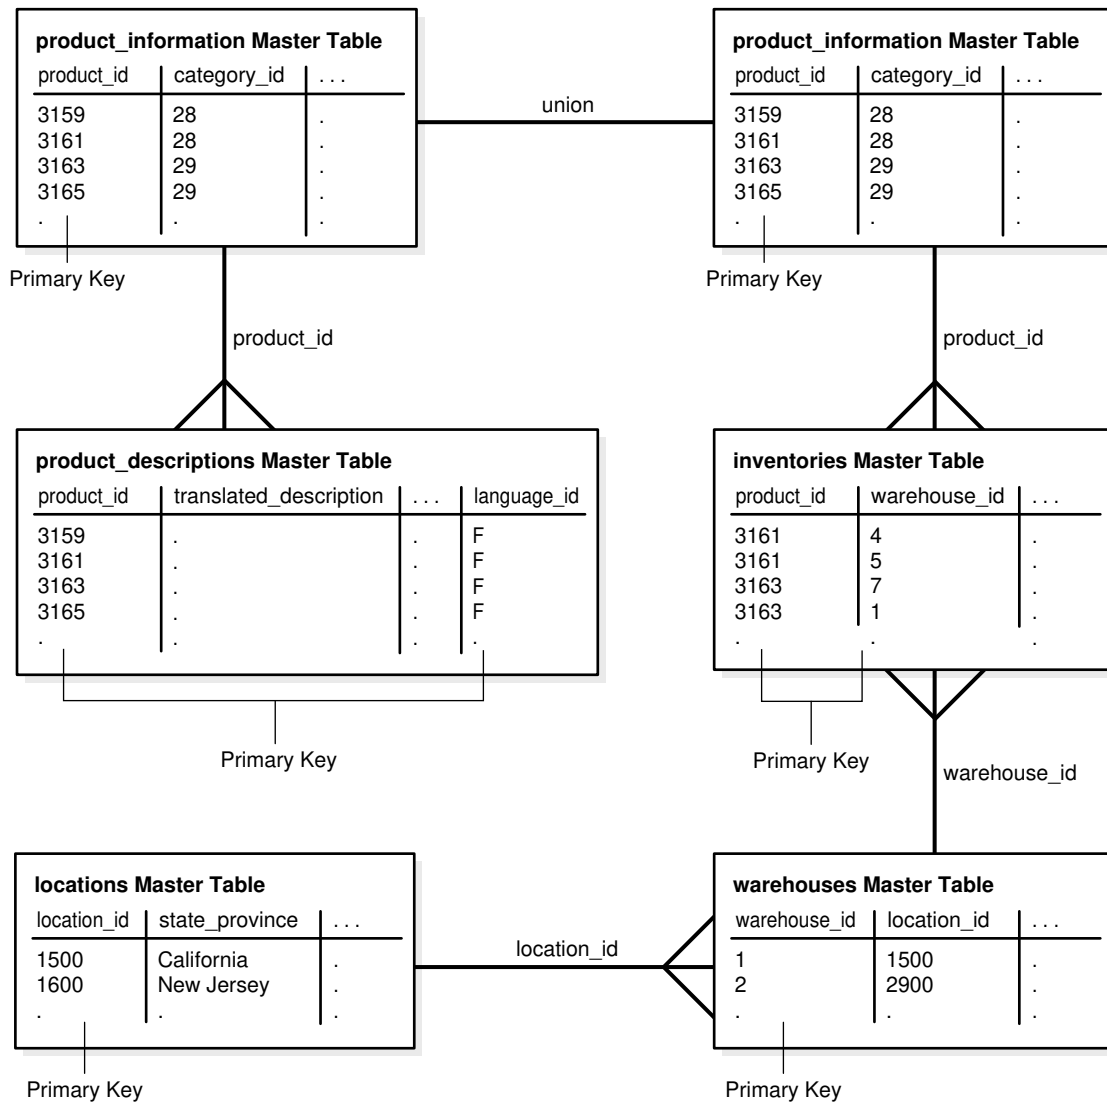 product_information Master Table
product_id category_id ...
3159 28 .
3161 28 .
3163 29 .
3165 29 .
. . .
Primary Key
union
product_information Master Table
product_id category_id ...
3159 28 .
3161 28 .
3163 29 .
3165 29 .
. . .
Primary Key
product_id
product_id
product_descriptions Master Table
product_id translated_description ... language_id
3159 . . F
3161 . . F
3163 . . F
3165 . . F
. . . .
Primary Key
inventories Master Table
product_id warehouse_id ...
3161 4 .
3161 5 .
3163 7 .
3163 1 .
. . .
Primary Key
warehouse_id
locations Master Table
location_id state_province ...
1500 California .
1600 New Jersey .
. . .
Primary Key
location_id
warehouses Master Table
warehouse_id location_id ...
1 1500 .
2 2900 .
. . .
Primary Key